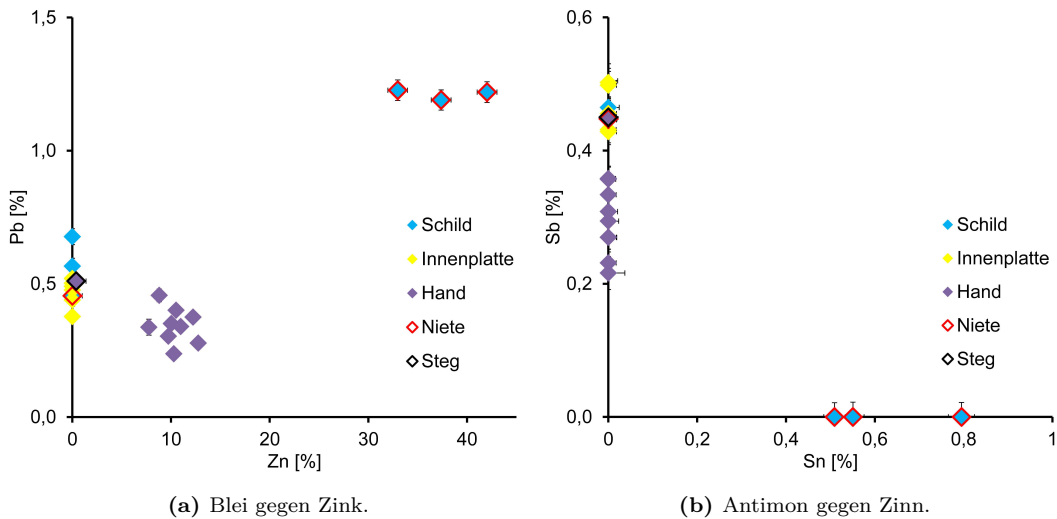 1,5
1,0
0,5
0,0
Pb [%]
0
10
20
30
40
Zn [%]
Schild
Innenplatte
Hand
Niete
Steg
(a) Blei gegen Zink.
0,6
0,4
0,2
0,0
Sb [%]
0
0,2
0,4
0,6
0,8
1
Sn [%]
Schild
Innenplatte
Hand
Niete
Steg
(b) Antimon gegen Zinn.